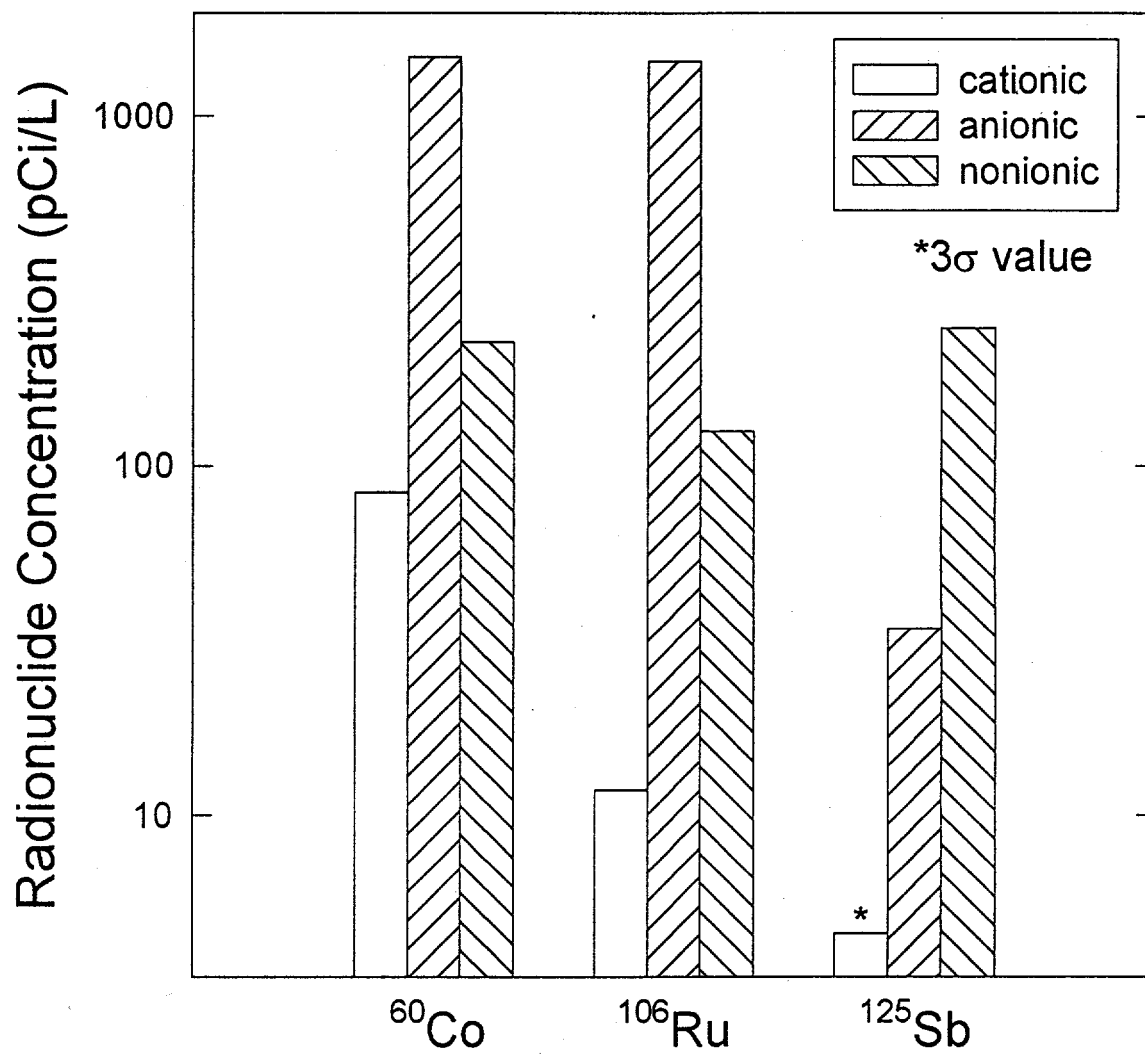 Radionuclide Concentration (pCi/L)
1000
100
10
cationic
anionic
nonionic
*3σ value
*
⁶⁰Co
¹⁰⁶Ru
¹²⁵Sb